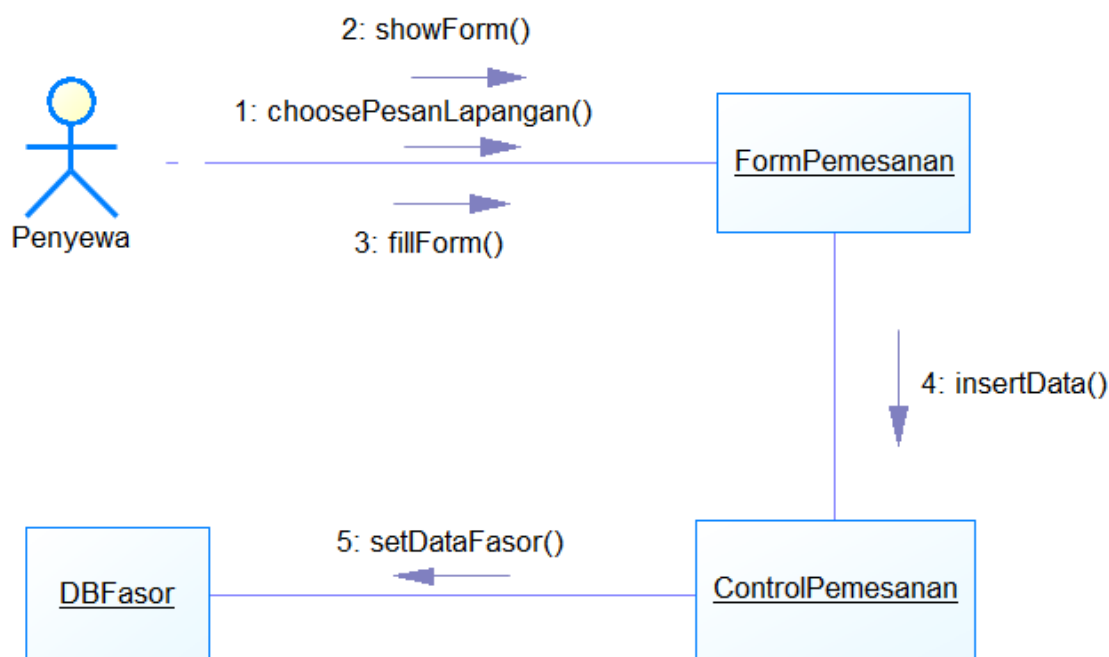 2: showForm()
1: choosePesanLapangan()
FormPemesanan
3: fillForm()
Penyewa
4: insertData()
5: setDataFasor()
DBFasor
ControlPemesanan